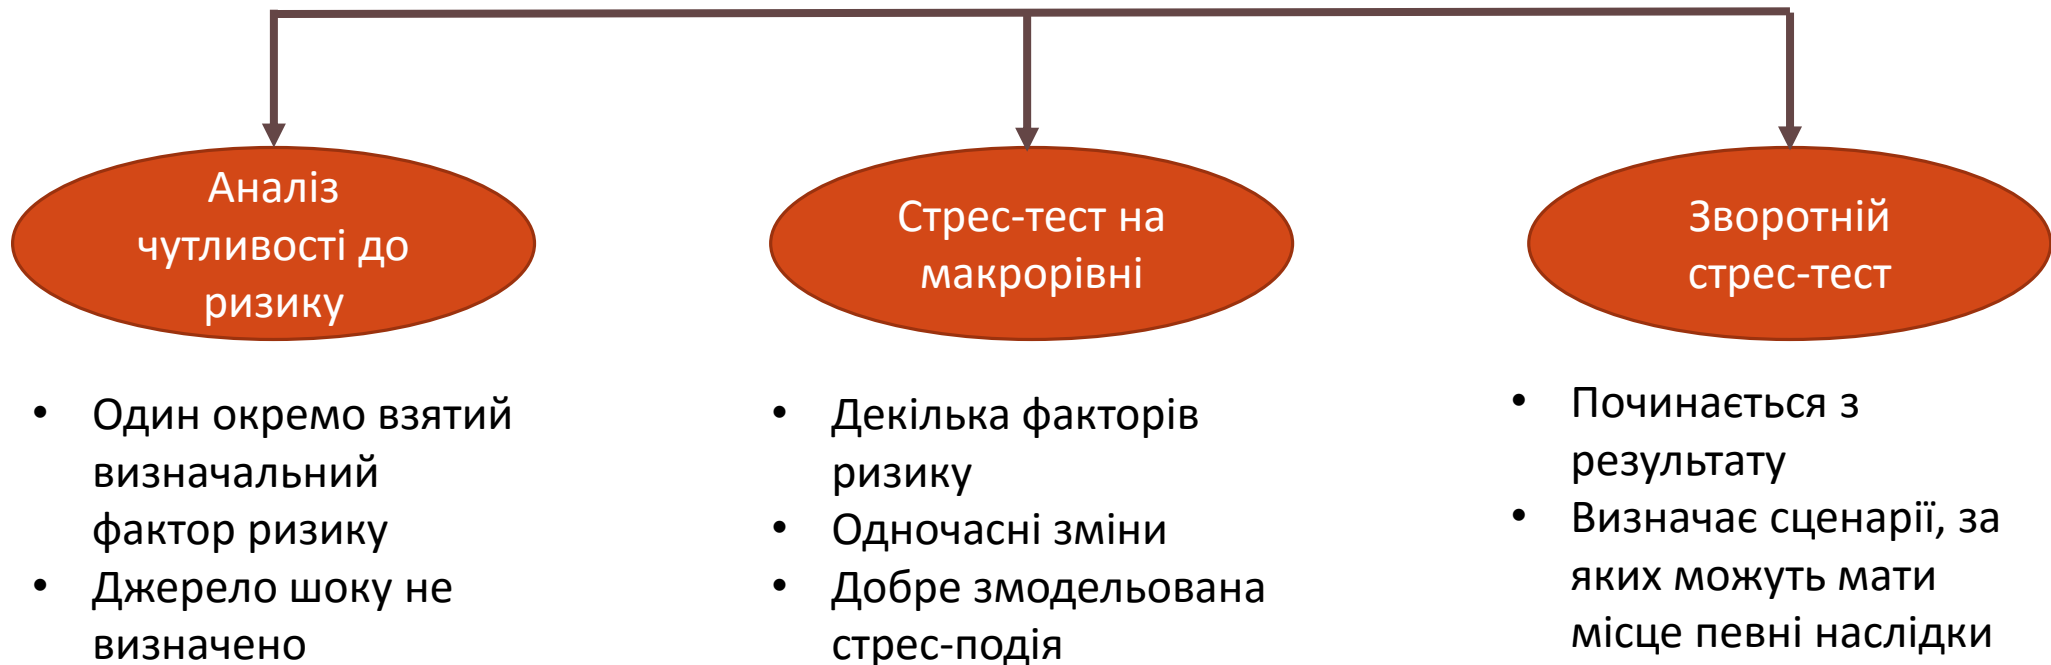 Аналіз
чутливості до
ризику
Стрес-тест на
макрорівні
Зворотній
стрес-тест
• Один окремо взятий
визначальний
фактор ризику
• Джерело шоку не
визначено
• Декілька факторів
ризику
• Одночасні зміни
• Добре змодельована
стрес-подія
• Починається з
результату
• Визначає сценарії, за
яких можуть мати
місце певні наслідки